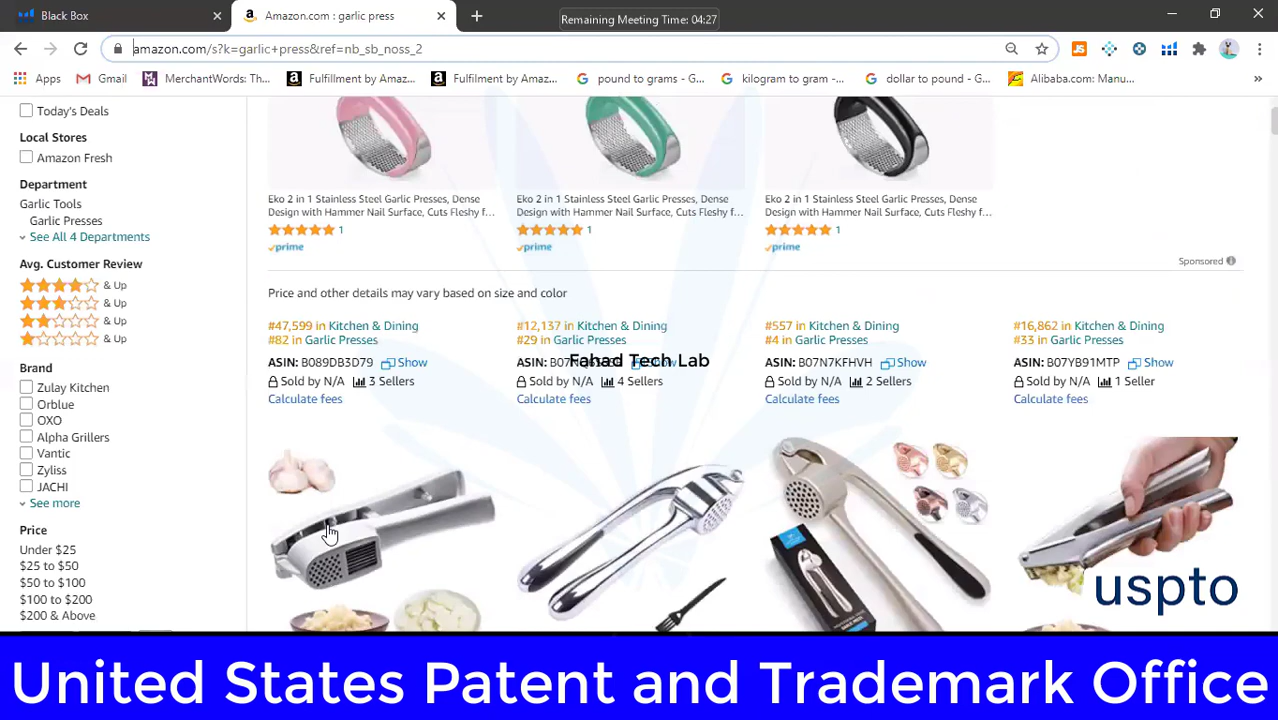 Black Box
Amazon.com : garlic press
Remaining Meeting Time: 04:27
amazon.com/s?k=garlic+press&ref=nb_sb_noss_2
Apps
Gmail
MerchantWords: Th...
Fulfillment by Amaz...
Fulfilment by Amaz...
pound to grams - G...
kilogram to gram -...
dollar to pound - G...
Alibaba.com: Manu...
Today's Deals
Local Stores
Amazon Fresh
Department
Garlic Tools
Garlic Presses
See All 4 Departments
Avg. Customer Review
& Up
& Up
& Up
& Up
Brand
Zulay Kitchen
Orblue
OXO
Alpha Grillers
Vantic
Zyliss
JACHI
See more
Price
Under $25
$25 to $50
$50 to $100
$100 to $200
$200 & Above
Eko 2 in 1 Stainless Steel Garlic Presses, Dense
Design with Hammer Nail Surface, Cuts Fleshy f...
1
prime
Eko 2 in 1 Stainless Steel Garlic Presses, Dense
Design with Hammer Nail Surface, Cuts Fleshy f...
1
prime
Eko 2 in 1 Stainless Steel Garlic Presses, Dense
Design with Hammer Nail Surface, Cuts Fleshy f...
1
prime
Sponsored
Price and other details may vary based on size and color
#47,599 in Kitchen & Dining
#82 in Garlic Presses
ASIN: B089DB3D79 Show
Sold by N/A 3 Sellers
Calculate fees
#12,137 in Kitchen & Dining
#29 in Garlic Presses
ASIN:
Sold by N/A 4 Sellers
Calculate fees
#557 in Kitchen & Dining
#4 in Garlic Presses
ASIN: B07N7KFHVH Show
Sold by N/A 2 Sellers
Calculate fees
#16,862 in Kitchen & Dining
#33 in Garlic Presses
ASIN: B07YB91MTP Show
Sold by N/A 1 Seller
Calculate fees
Fahad Tech Lab
uspto
United States Patent and Trademark Office